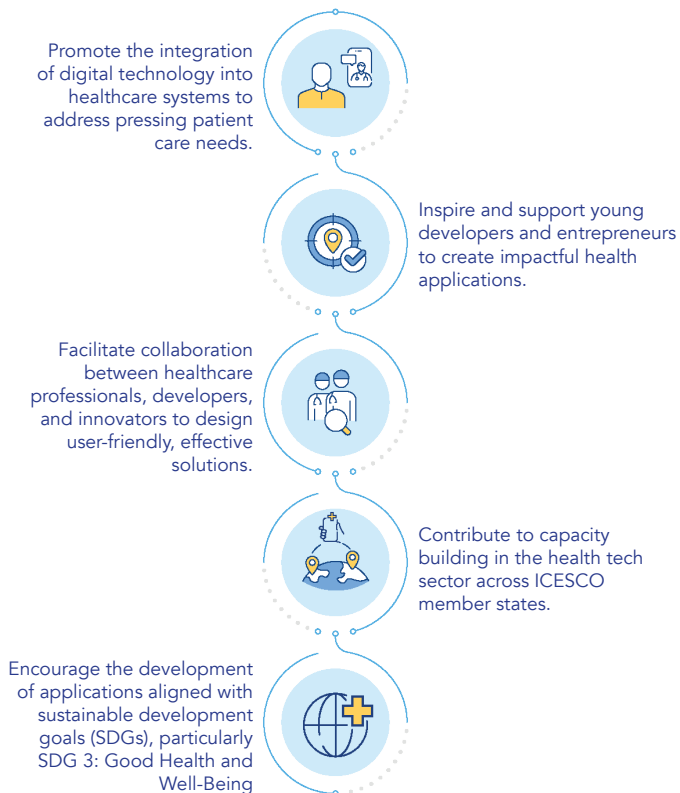 Promote the integration
of digital technology into
healthcare systems to
address pressing patient
care needs.
Inspire and support young
developers and entrepreneurs
to create impactful health
applications.
Facilitate collaboration
between healthcare
professionals, developers,
and innovators to design
user-friendly, effective
solutions.
Contribute to capacity
building in the health tech
sector across ICESCO
member states.
Encourage the development
of applications aligned with
sustainable development
goals (SDGs), particularly
SDG 3: Good Health and
Well-Being